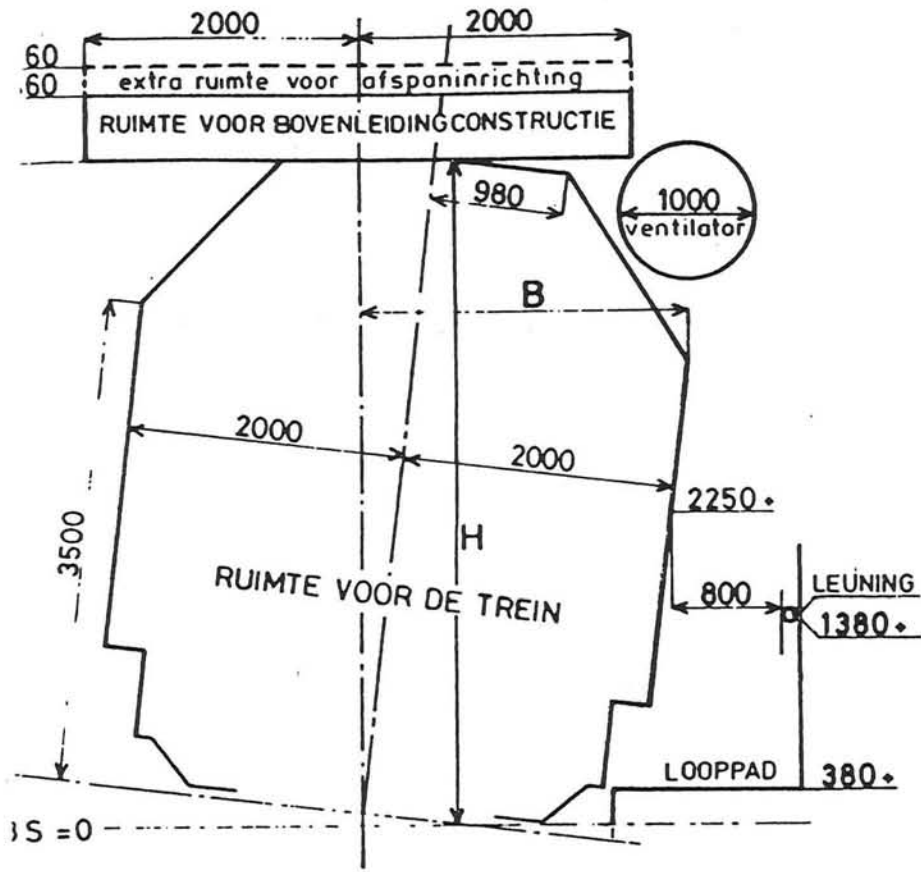 2000 2000
60
extra ruimte voor afspaninrichting
60
RUIMTE VOOR BOVENLEIDINGCONSTRUCTIE
980
1000
ventilator
B
2000
2000
2250+
3500
H
RUIMTE VOOR DE TREIN
800
LEUNING
1380+
LOOPPAD
380+
S = 0